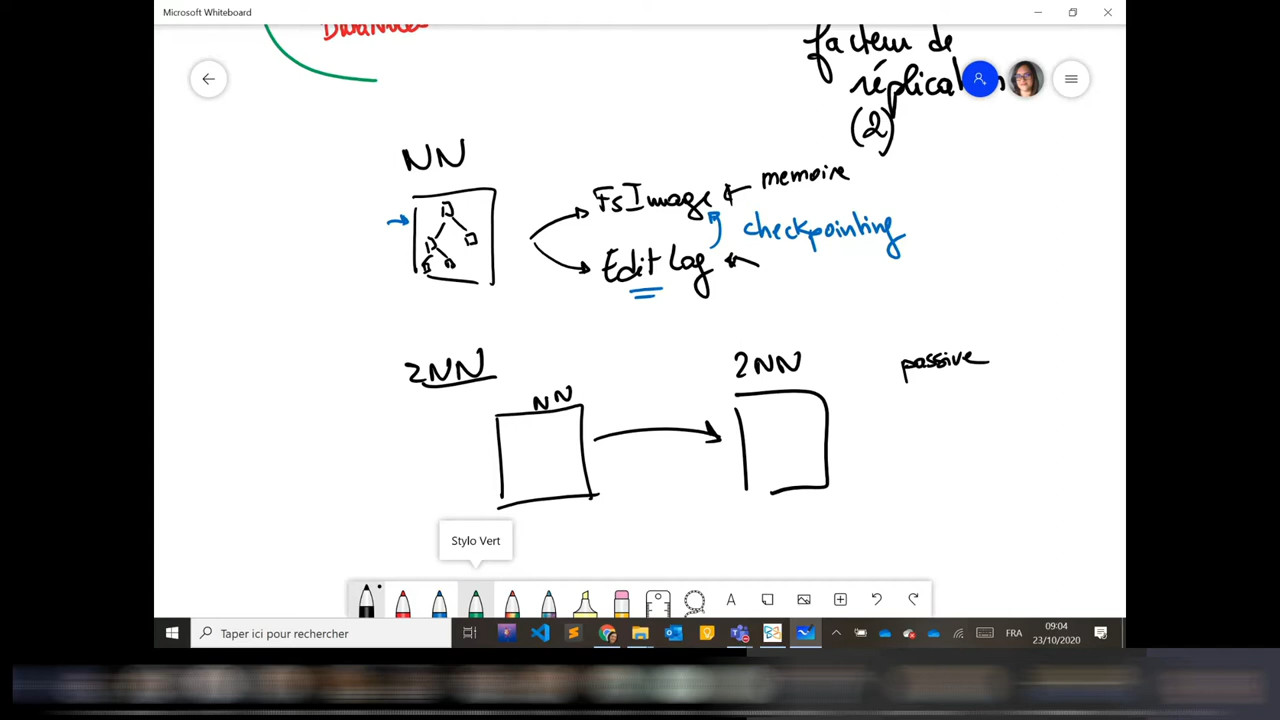 Microsoft Whiteboard
facteur de
réplication
(2)
NN
FsImage
memoire
checkpointing
Edit Log
2NN
NN
2NN
passive
Stylo Vert
A
Taper ici pour rechercher
FRA
09:04
23/10/2020